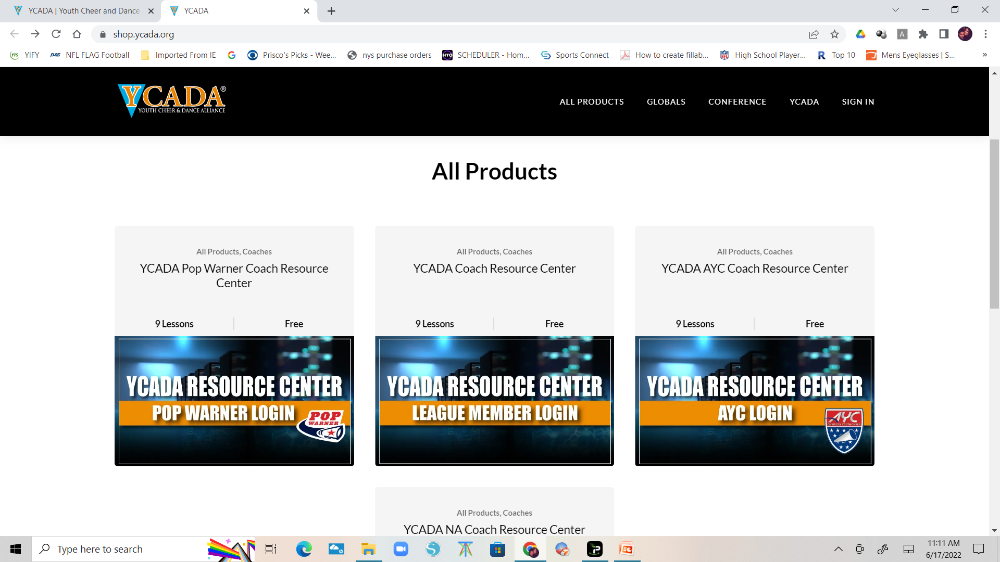 YCADA | Youth Cheer and Dance
YCADA
shop.ycada.org
YIFY
NFL FLAG Football
Imported From IE
Prisco's Picks - Wee...
nys purchase orders
SCHEDULER - Hom...
Sports Connect
How to create fillab...
High School Player...
Top 10
Mens Eyeglasses | S...
»
YCADA®
YOUTH CHEER & DANCE ALLIANCE
ALL PRODUCTS
GLOBALS
CONFERENCE
YCADA
SIGN IN
All Products
All Products, Coaches
YCADA Pop Warner Coach Resource
Center
9 Lessons
Free
YCADA RESOURCE CENTER
POP WARNER LOGIN
POP
WARNER
All Products, Coaches
YCADA Coach Resource Center
9 Lessons
Free
YCADA RESOURCE CENTER
LEAGUE MEMBER LOGIN
All Products, Coaches
YCADA AYC Coach Resource Center
9 Lessons
Free
YCADA RESOURCE CENTER
AYC LOGIN
AYC
AMERICAN YOUTH CHEER
All Products, Coaches
YCADA NA Coach Resource Center
Type here to search
11:11 AM
6/17/2022